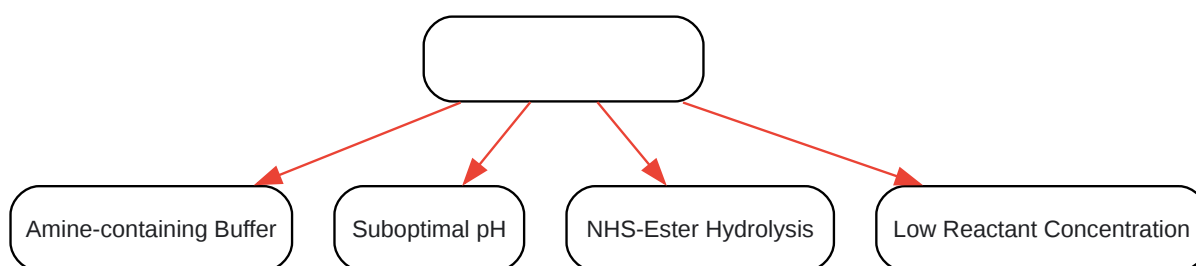 Amine-containing Buffer
Suboptimal pH
NHS-Ester Hydrolysis
Low Reactant Concentration